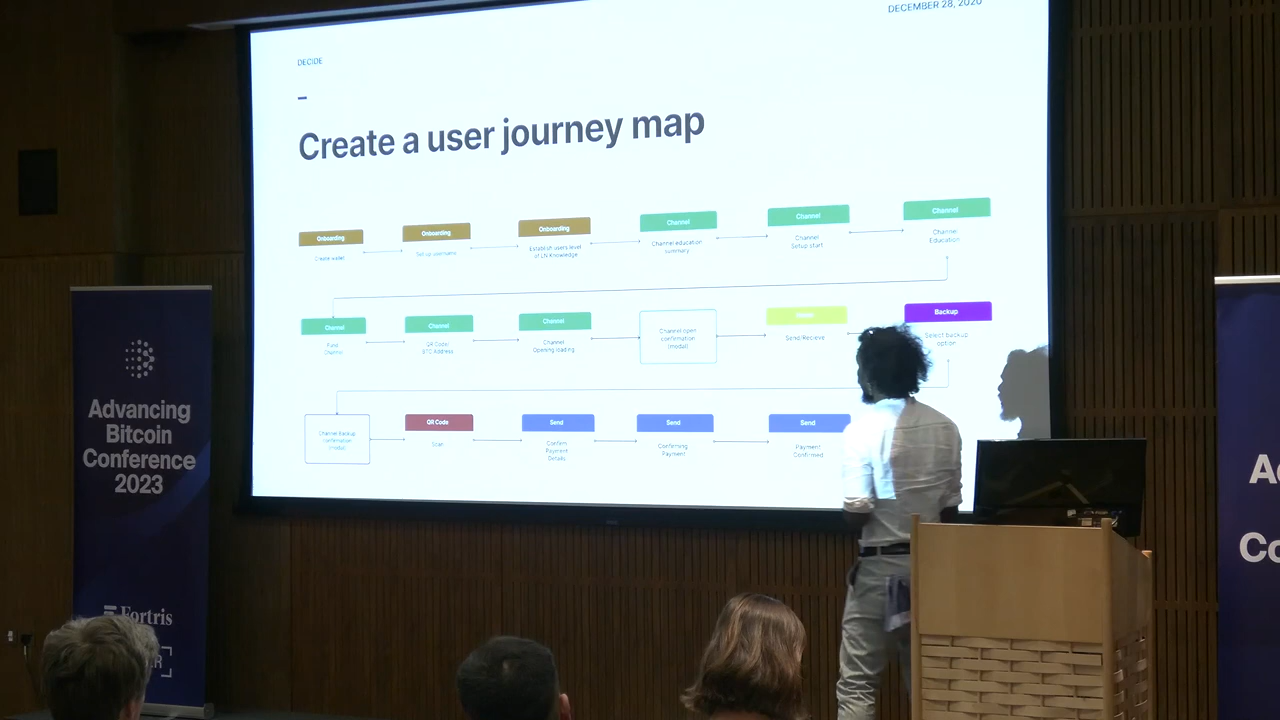 DECEMBER 28, 2020
DECIDE
Create a user journey map
Onboarding
Create wallet
Onboarding
Set up username
Onboarding
Establish users level
of LN Knowledge
Channel
Channel education
summary
Channel
Channel
Setup start
Channel
Channel
Education
Channel
Fund
Channel
Channel
QR Code/
BTC Address
Channel
Channel
Opening loading
Channel open
confirmation
(modal)
Send/Recieve
Backup
Select backup
option
Channel Backup
confirmation
(modal)
QR Code
Scan
Send
Confirm
Payment
Details
Send
Confirming
Payment
Send
Payment
Confirmed
Advancing
Bitcoin
Conference
2023
Fortris
R
A
Co